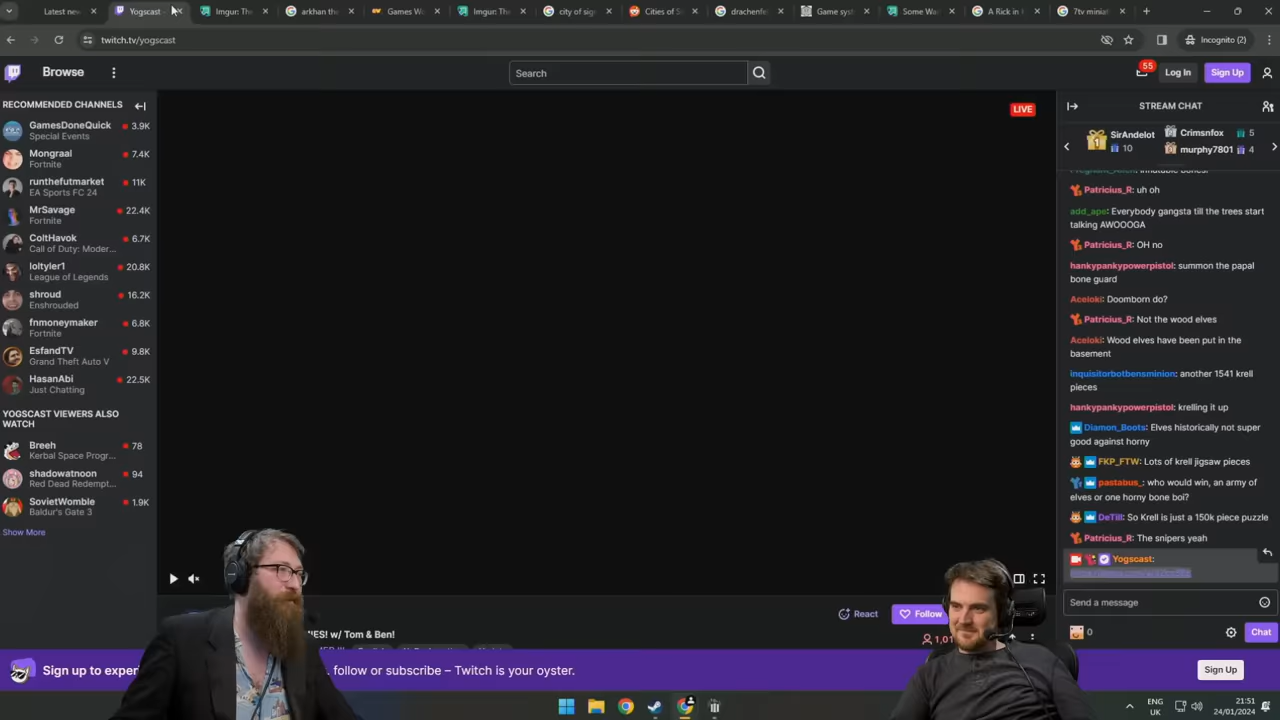 Latest ne
Yogscast
Imgur: The
arkhan the
Games Wo
Imgur: The
city of sig
Cities of S
drachenfe
Game syst
Some Wa
A Rick in
7tv miniat
twitch.tv/yogscast
Incognito (2)
Browse
Search
55
Log In
Sign Up
RECOMMENDED CHANNELS
GamesDoneQuick
3.9K
Special Events
Mongraal
7.4K
Fortnite
runthefutmarket
11K
EA Sports FC 24
MrSavage
22.4K
Fortnite
ColtHavok
6.7K
Call of Duty: Moder...
loltyler1
20.8K
League of Legends
shroud
16.2K
Enshrouded
fnmoneymaker
6.8K
Fortnite
EsfandTV
9.8K
Grand Theft Auto V
HasanAbi
22.5K
Just Chatting
YOGSCAST VIEWERS ALSO
WATCH
Breeh
78
Kerbal Space Progr...
shadowatnoon
94
Red Dead Redempt...
SovietWomble
1.9K
Baldur's Gate 3
Show More
LIVE
React
Follow
IES! w/ Tom & Ben!
1,01
STREAM CHAT
1
SirAndelot
10
Crimsnfox
5
murphy7801
4
Patricius_R: uh oh
add_ape: Everybody gangsta till the trees start
talking AWOOOGA
Patricius_R: OH no
hankypankypowerpistol: summon the papal
bone guard
Aceloki: Doomborn do?
Patricius_R: Not the wood elves
Aceloki: Wood elves have been put in the
basement
inquisitorbotbensminion: another 1541 krell
pieces
hankypankypowerpistol: krelling it up
Diamon_Boots: Elves historically not super
good against horny
FKP_FTW: Lots of krell jigsaw pieces
pastabus_: who would win, an army of
elves or one horny bone boi?
DeTill: So Krell is just a 150k piece puzzle
Patricius_R: The snipers yeah
Yogscast:
Send a message
0
Chat
Sign up to exper
, follow or subscribe – Twitch is your oyster.
Sign Up
ENG
UK
21:51
24/01/2024